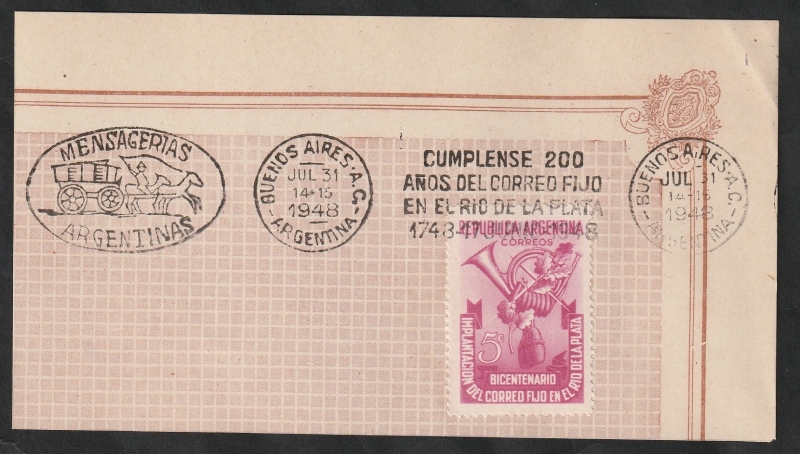 MENSAGERIAS
ARGENTINAS
BUENOS AIRES·A.C.
JUL 31
14-15
1948
ARGENTINA
CUMPLENSE 200
AÑOS DEL CORREO FIJO
EN EL RIO DE LA PLATA
1748-17
1948
BUENOS AIRES·A.C.
JUL 31
14-15
1948
ARGENTINA
REPUBLICA ARGENTINA
CORREOS
5c
BICENTENARIO
IMPLANTACION DEL CORREO FIJO EN EL RIO DE LA PLATA